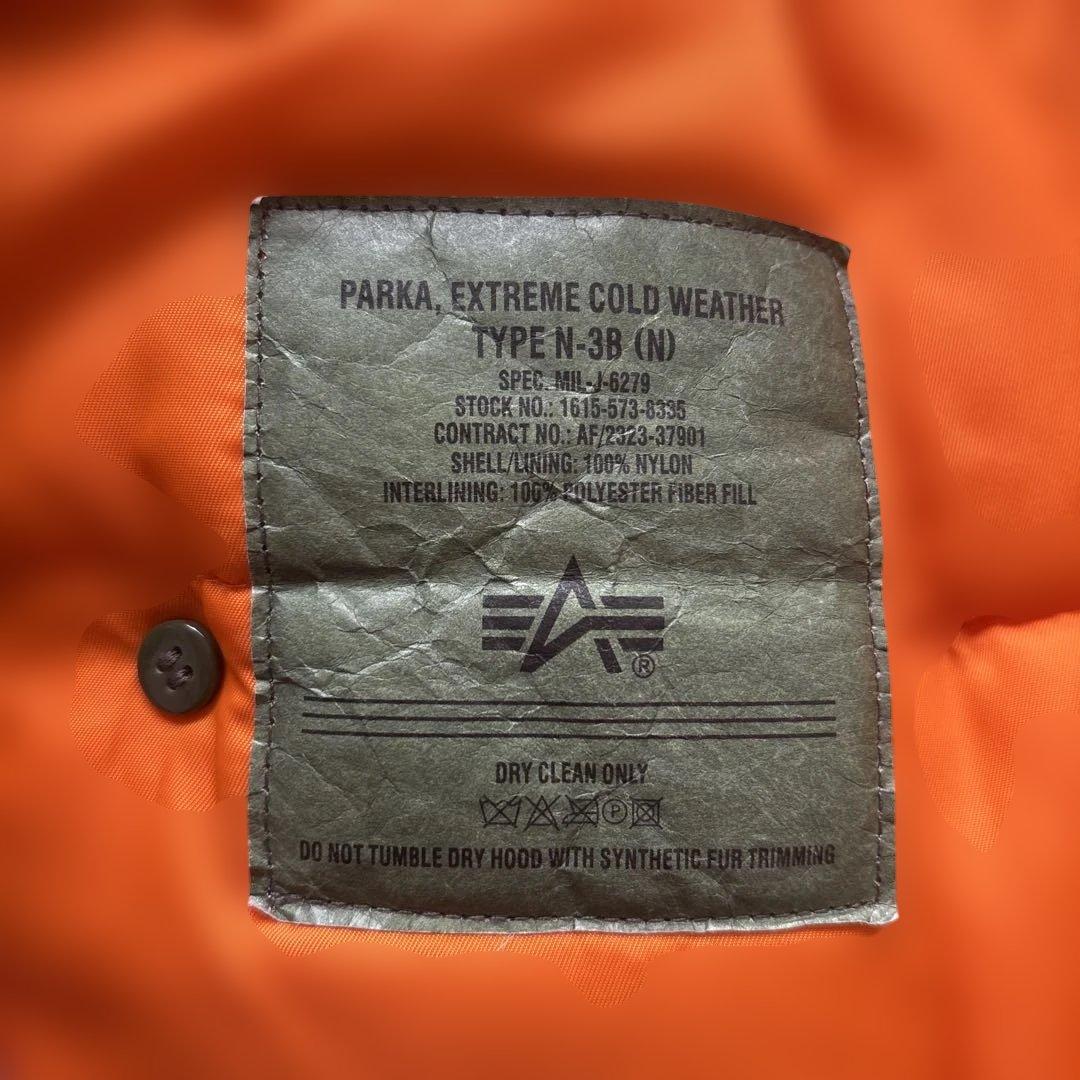 PARKA, EXTREME COLD WEATHER
TYPE N-3B (N)
SPEC. MIL-J-6279
STOCK NO.: 1615-573-8335
CONTRACT NO.: AF/2323-37901
SHELL/LINING: 100% NYLON
INTERLINING: 100% POLYESTER FIBER FILL
A
®
DRY CLEAN ONLY
P
DO NOT TUMBLE DRY HOOD WITH SYNTHETIC FUR TRIMMING